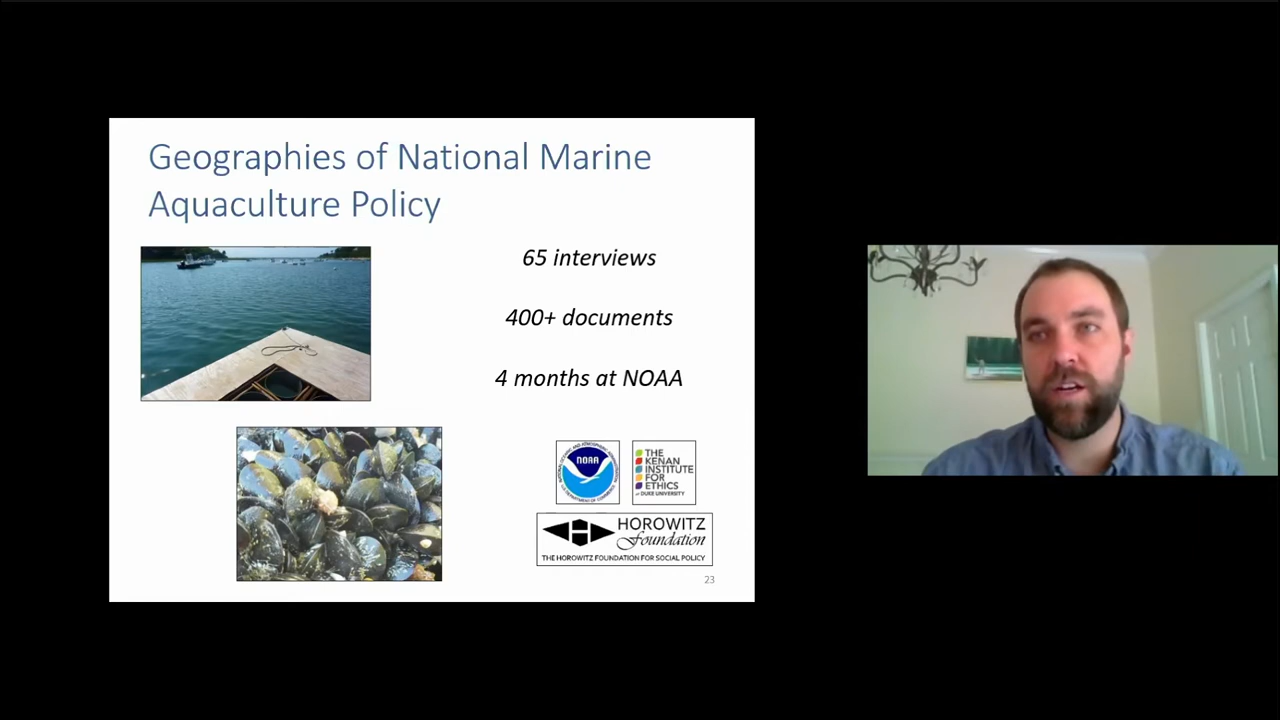 Geographies of National Marine
Aquaculture Policy
65 interviews
400+ documents
4 months at NOAA
NOAA
THE
KENAN
INSTITUTE
FOR
ETHICS
at DUKE UNIVERSITY
HOROWITZ
Foundation
THE HOROWITZ FOUNDATION FOR SOCIAL POLICY
23